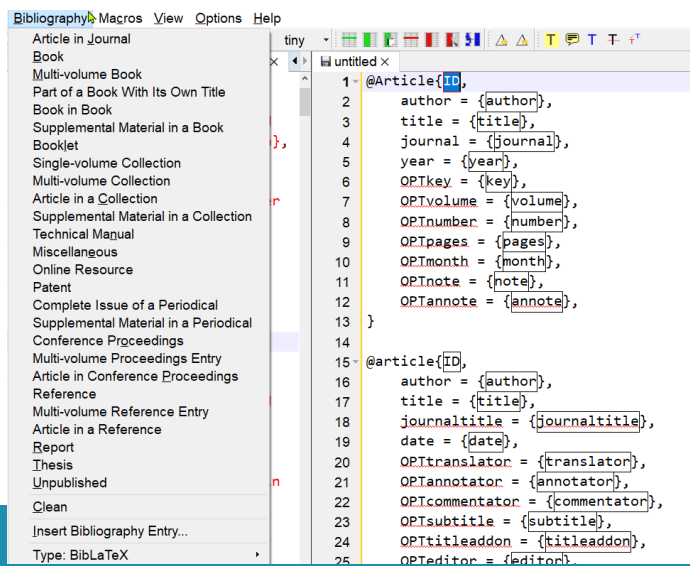 Bibliography Macros View Options Help
tiny
T T T T
Article in Journal
Book
Multi-volume Book
Part of a Book With Its Own Title
Book in Book
Supplemental Material in a Book
Booklet
Single-volume Collection
Multi-volume Collection
Article in a Collection
Supplemental Material in a Collection
Technical Manual
Miscellaneous
Online Resource
Patent
Complete Issue of a Periodical
Supplemental Material in a Periodical
Conference Proceedings
Multi-volume Proceedings Entry
Article in Conference Proceedings
Reference
Multi-volume Reference Entry
Article in a Reference
Report
Thesis
Unpublished
Clean
Insert Bibliography Entry...
Type: BibLaTeX
},
r
n
untitled
1 @Article{ID,
2 author = {author},
3 title = {title},
4 journal = {journal},
5 year = {year},
6 OPTkey = {key},
7 OPTvolume = {volume},
8 OPTnumber = {number},
9 OPTpages = {pages},
10 OPTmonth = {month},
11 OPTnote = {note},
12 OPTannote = {annote},
13 }
14
15 @article{ID,
16 author = {author},
17 title = {title},
18 journaltitle = {journaltitle},
19 date = {date},
20 OPTtranslator = {translator},
21 OPTannotator = {annotator},
22 OPTcommentator = {commentator},
23 OPTsubtitle = {subtitle},
24 OPTtitleaddon = {titleaddon},
25 OPTeditor = {editor},